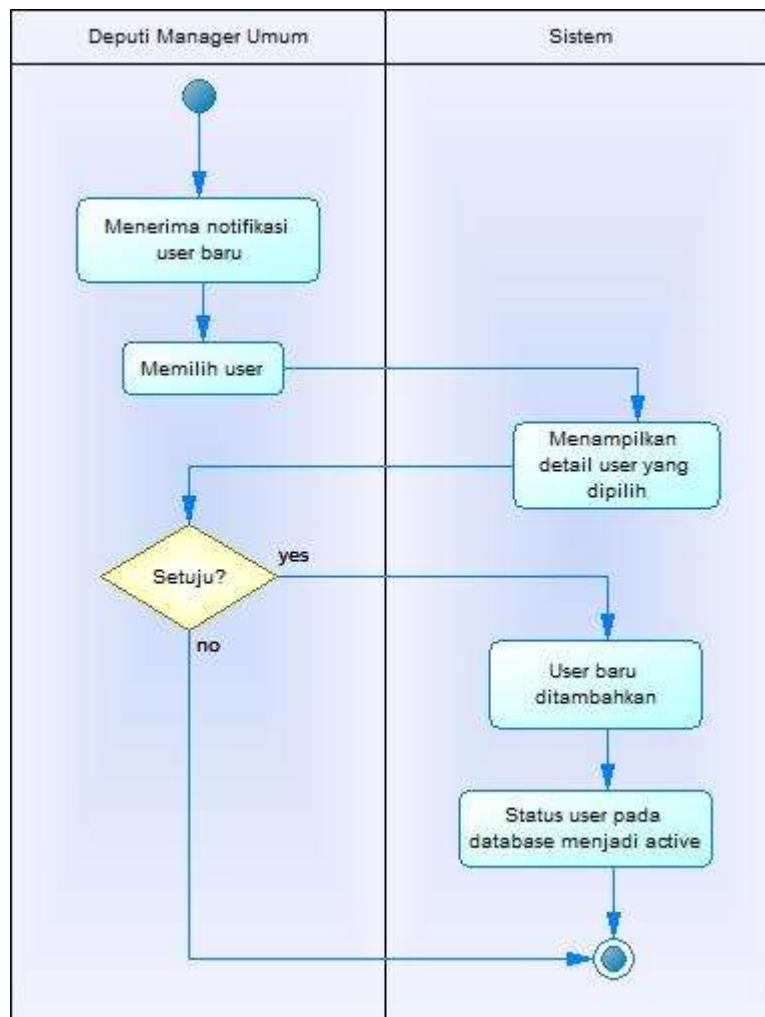 Deputi Manager Umum
Sistem
Menerima notifikasi
user baru
Memilih user
Menampilkan
detail user yang
dipilih
Setuju?
yes
no
User baru
ditambahkan
Status user pada
database menjadi active